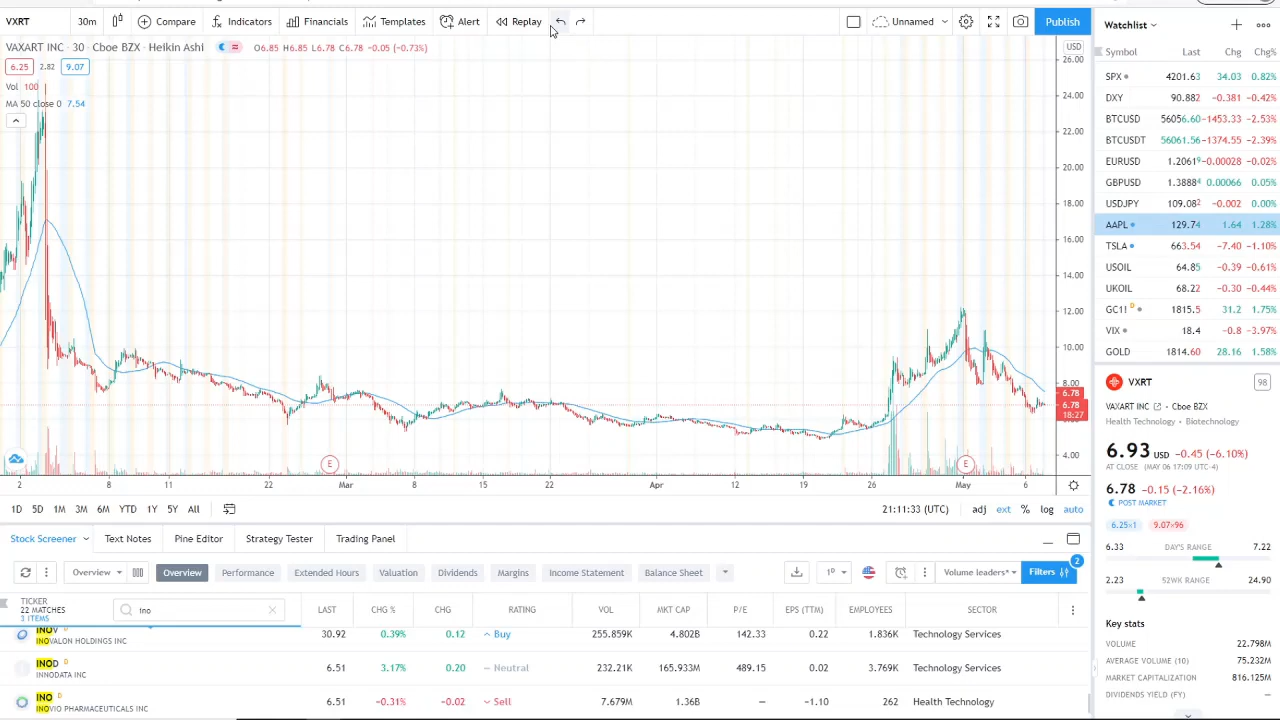 VXRT 30m Compare Indicators Financials Templates Alert Replay Unnamed Publish
VAXART INC · 30 · Cboe BZX · Heikin Ashi O6.85 H6.85 L6.78 C6.78 -0.05 (-0.73%)
6.25 2.82 9.07
Vol 100
MA 50 close 0 7.54
USD
26.00
24.00
22.00
20.00
18.00
16.00
14.00
12.00
10.00
8.00
6.78
6.78
18:27
4.00
E E
2 8 11 22 Mar 8 15 22 Apr 12 19 26 May 6
1D 5D 1M 3M 6M YTD 1Y 5Y All 21:11:33 (UTC) adj ext % log auto
Stock Screener Text Notes Pine Editor Strategy Tester Trading Panel
Overview Overview Performance Extended Hours Valuation Dividends Margins Income Statement Balance Sheet 1D Volume leaders* Filters 2
TICKER
22 MATCHES
3 ITEMS
ino
LAST CHG % CHG RATING VOL MKT CAP P/E EPS (TTM) EMPLOYEES SECTOR
INOV D 30.92 0.39% 0.12 Buy 255.859K 4.802B 142.33 0.22 1.836K Technology Services
INOVALON HOLDINGS INC
INOD D 6.51 3.17% 0.20 Neutral 232.21K 165.933M 489.15 0.02 3.769K Technology Services
INNODATA INC
INO D 6.51 -0.31% -0.02 Sell 7.679M 1.36B — -1.10 262 Health Technology
INOVIO PHARMACEUTICALS INC
Watchlist
Symbol Last Chg Chg%
SPX 4201.63 34.03 0.82%
DXY 90.882 -0.381 -0.42%
BTCUSD 56056.60 -1453.33 -2.53%
BTCUSDT 56061.56 -1374.55 -2.39%
EURUSD 1.20619 -0.00028 -0.02%
GBPUSD 1.38884 0.00066 0.05%
USDJPY 109.082 -0.002 0.00%
AAPL 129.74 1.64 1.28%
TSLA 663.54 -7.40 -1.10%
USOIL 64.85 -0.39 -0.61%
UKOIL 68.22 -0.30 -0.44%
GC1! D 1815.5 31.2 1.75%
VIX 18.4 -0.8 -3.97%
GOLD 1814.60 28.16 1.58%
VXRT 98
VAXART INC · Cboe BZX
Health Technology · Biotechnology
6.93 USD -0.45 (-6.10%)
AT CLOSE (MAY 06 17:09 UTC-4)
6.78 -0.15 (-2.16%)
POST MARKET
6.25×1 9.07×96
6.33 DAY'S RANGE 7.22
2.23 52WK RANGE 24.90
Key stats
VOLUME 22.798M
AVERAGE VOLUME (10) 75.232M
MARKET CAPITALIZATION 816.125M
DIVIDENDS YIELD (FY) —